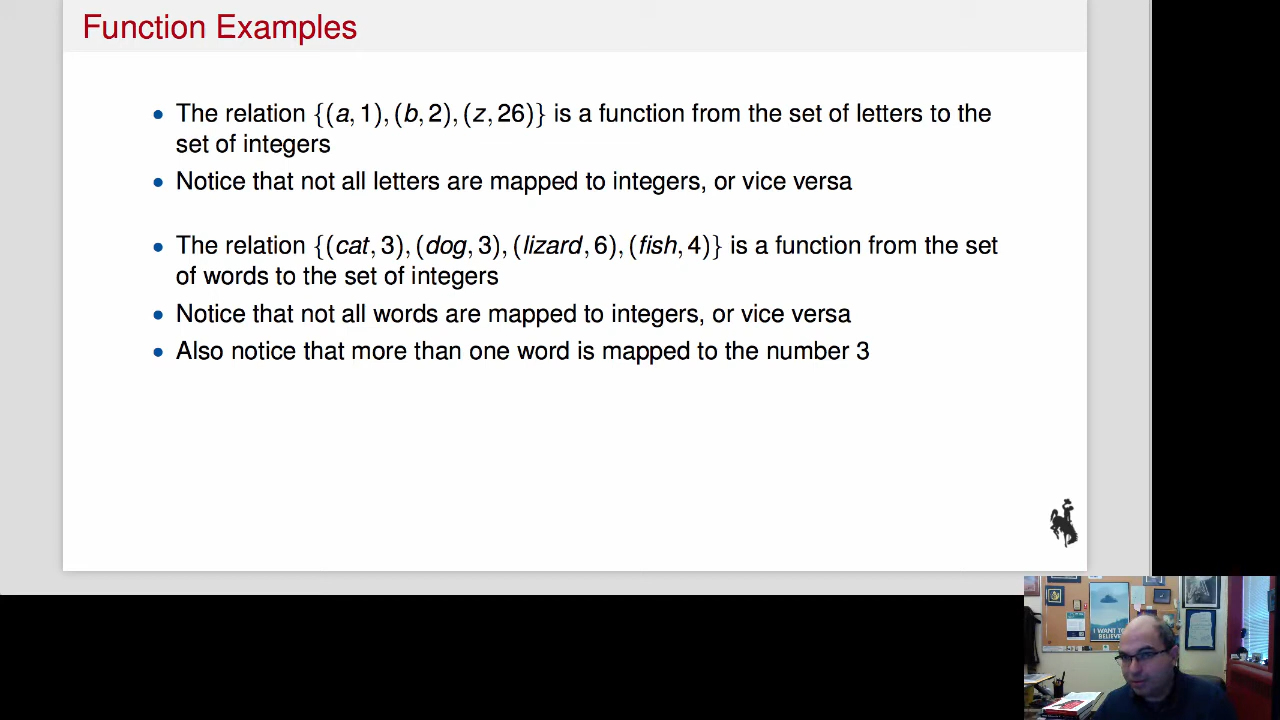 Function Examples
• The relation {(a, 1), (b, 2), (z, 26)} is a function from the set of letters to the
set of integers
• Notice that not all letters are mapped to integers, or vice versa
• The relation {(cat, 3), (dog, 3), (lizard, 6), (fish, 4)} is a function from the set
of words to the set of integers
• Notice that not all words are mapped to integers, or vice versa
• Also notice that more than one word is mapped to the number 3
I WANT TO
BELIEVE